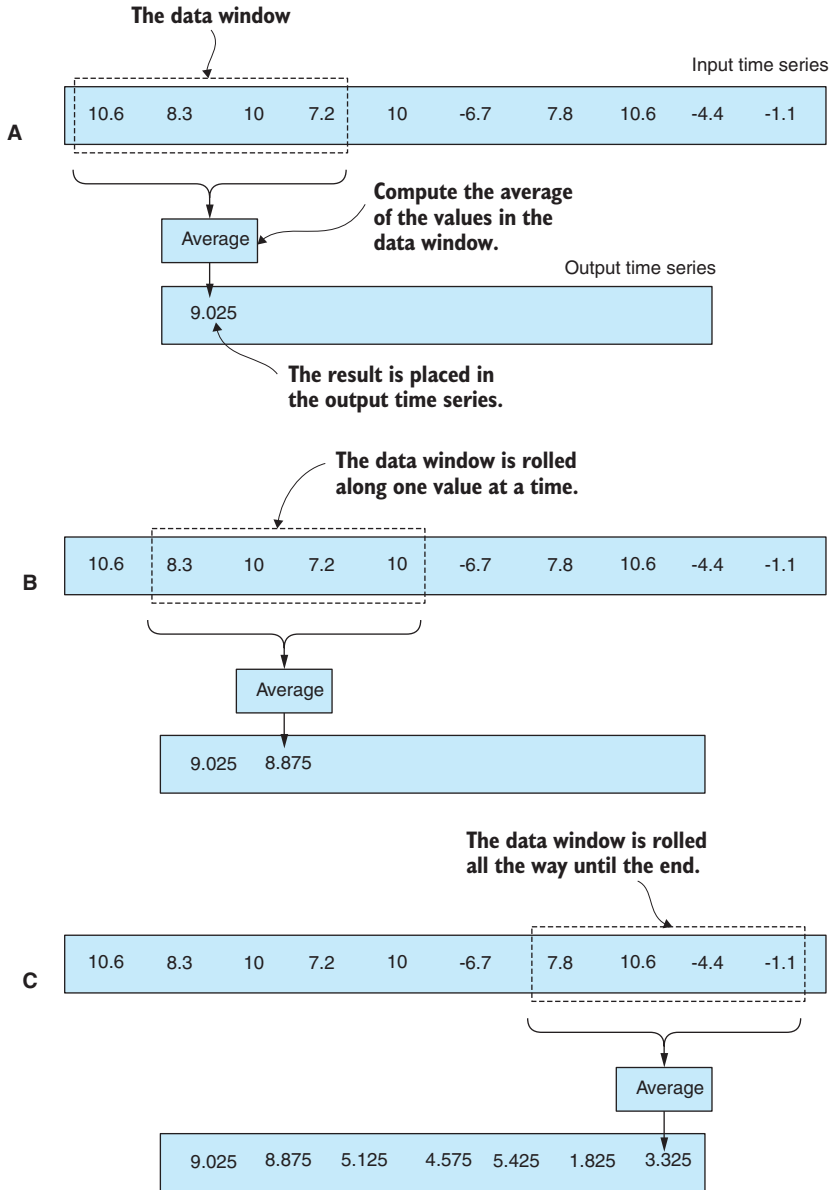 The data window
Input time series
A
10.6 8.3 10 7.2 10 -6.7 7.8 10.6 -4.4 -1.1
Compute the average
of the values in the
data window.
Average
Output time series
9.025
The result is placed in
the output time series.
The data window is rolled
along one value at a time.
B
10.6 8.3 10 7.2 10 -6.7 7.8 10.6 -4.4 -1.1
Average
9.025 8.875
The data window is rolled
all the way until the end.
C
10.6 8.3 10 7.2 10 -6.7 7.8 10.6 -4.4 -1.1
Average
9.025 8.875 5.125 4.575 5.425 1.825 3.325